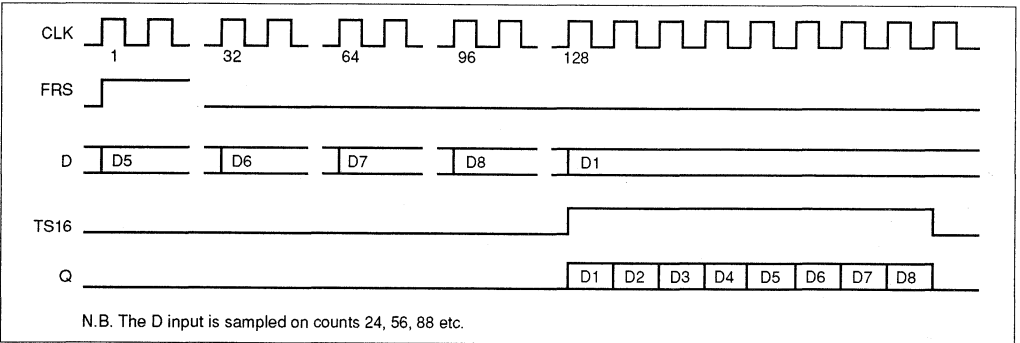 CLK
1 32 64 96 128
FRS
D D5 D6 D7 D8 D1
TS16
Q D1 D2 D3 D4 D5 D6 D7 D8
N.B. The D input is sampled on counts 24, 56, 88 etc.